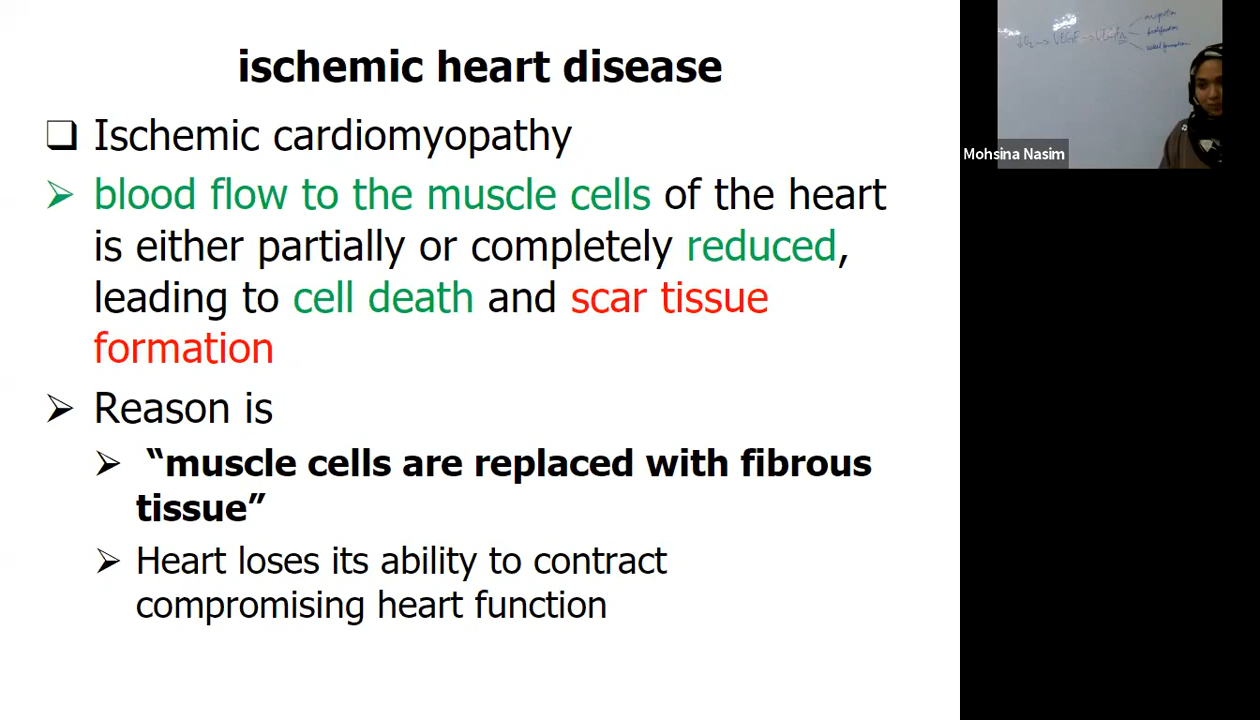 ischemic heart disease
❑ Ischemic cardiomyopathy
➢ blood flow to the muscle cells of the heart
is either partially or completely reduced,
leading to cell death and scar tissue
formation
➢ Reason is
➢ “muscle cells are replaced with fibrous
tissue”
➢ Heart loses its ability to contract
compromising heart function
Mohsina Nasim